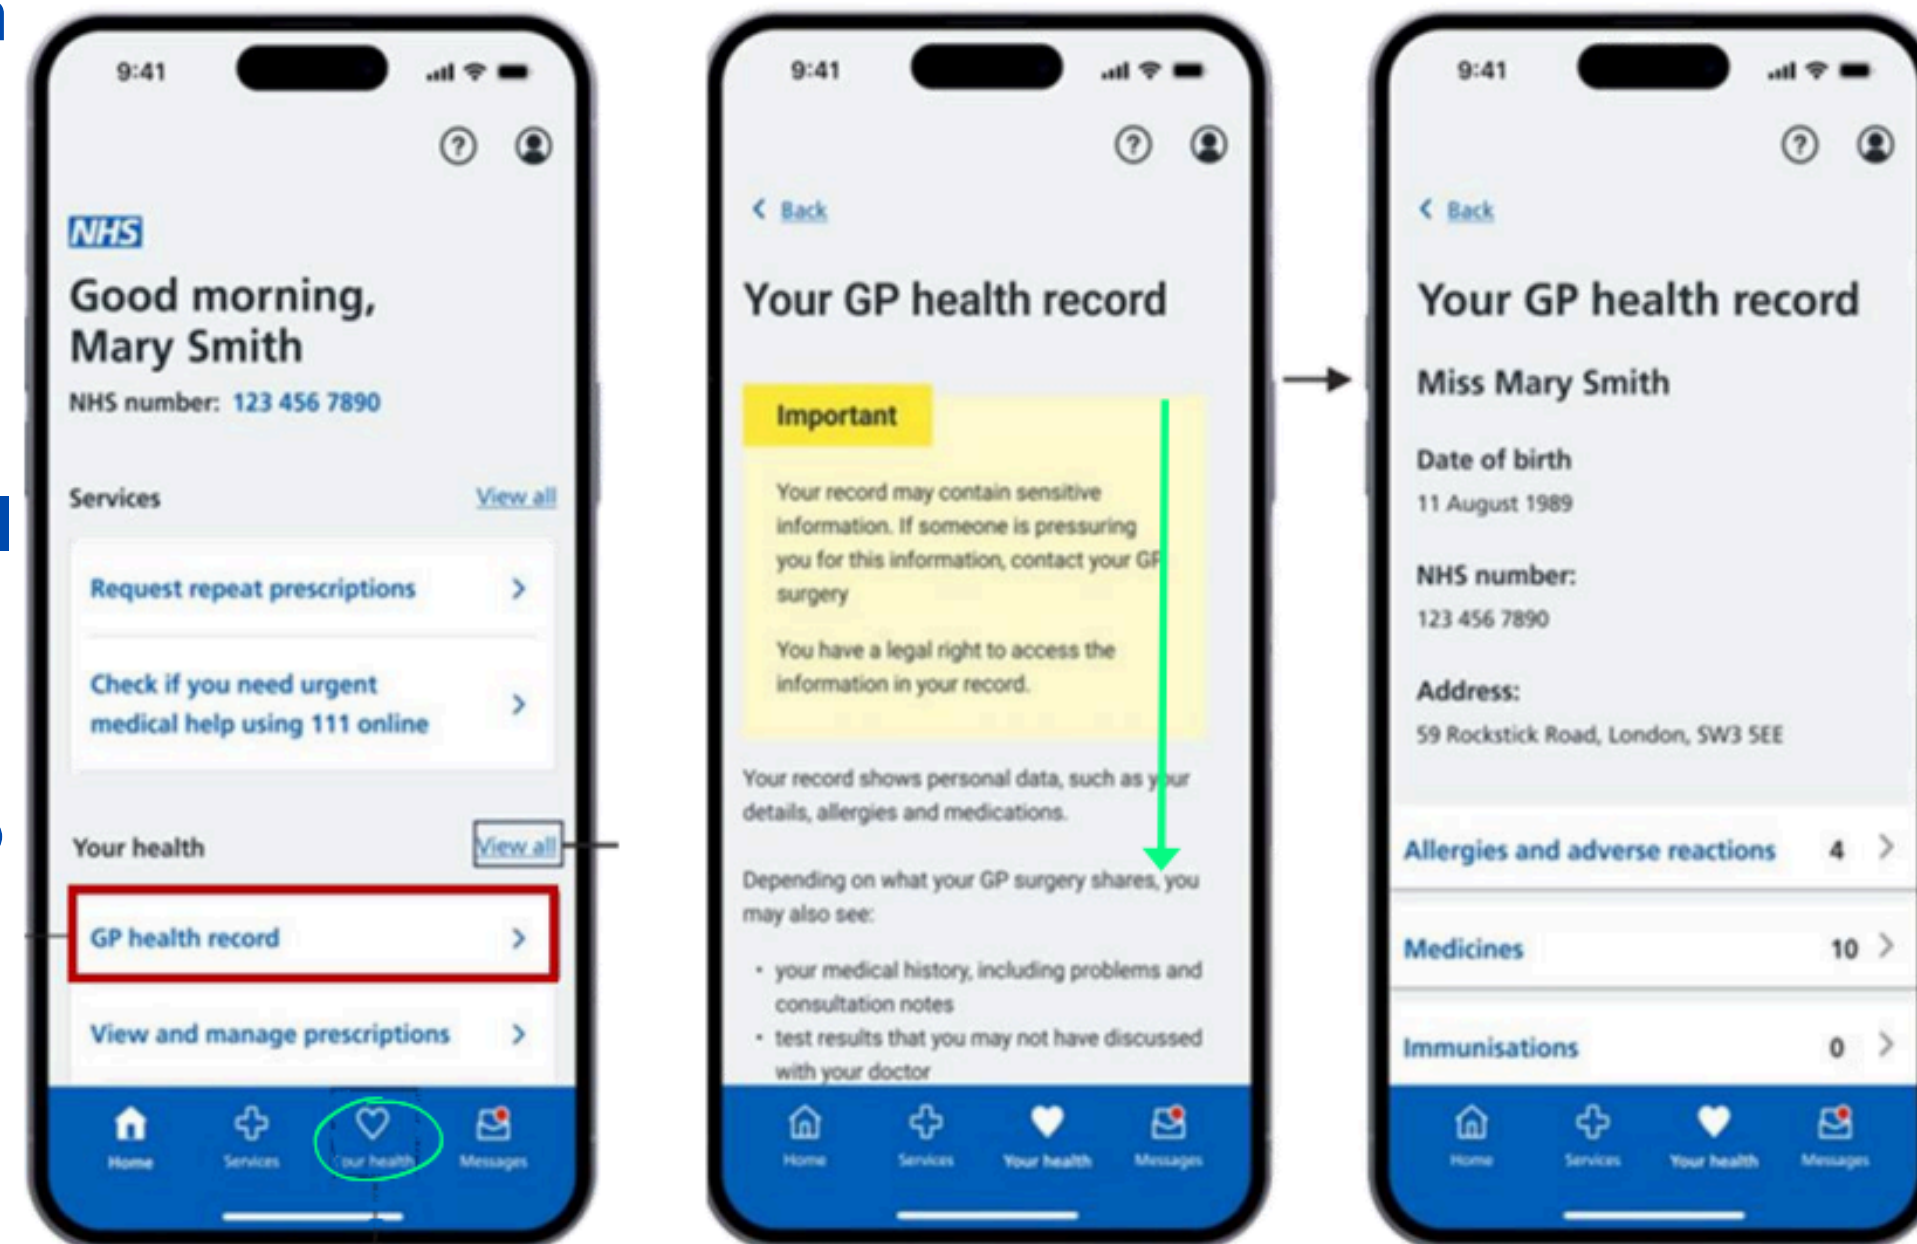 9:41
NHS
Good morning,
Mary Smith
NHS number: 123 456 7890
Services View all
Request repeat prescriptions
Check if you need urgent
medical help using 111 online
Your health View all
GP health record
View and manage prescriptions
Home Services our health Messages
9:41
Back
Your GP health record
Important
Your record may contain sensitive
information. If someone is pressuring
you for this information, contact your GP
surgery
You have a legal right to access the
information in your record.
Your record shows personal data, such as your
details, allergies and medications.
Depending on what your GP surgery shares, you
may also see:
• your medical history, including problems and
consultation notes
• test results that you may not have discussed
with your doctor
Home Services Your health Messages
9:41
Back
Your GP health record
Miss Mary Smith
Date of birth
11 August 1989
NHS number:
123 456 7890
Address:
59 Rockstick Road, London, SW3 5EE
Allergies and adverse reactions 4
Medicines 10
Immunisations 0
Home Services Your health Messages